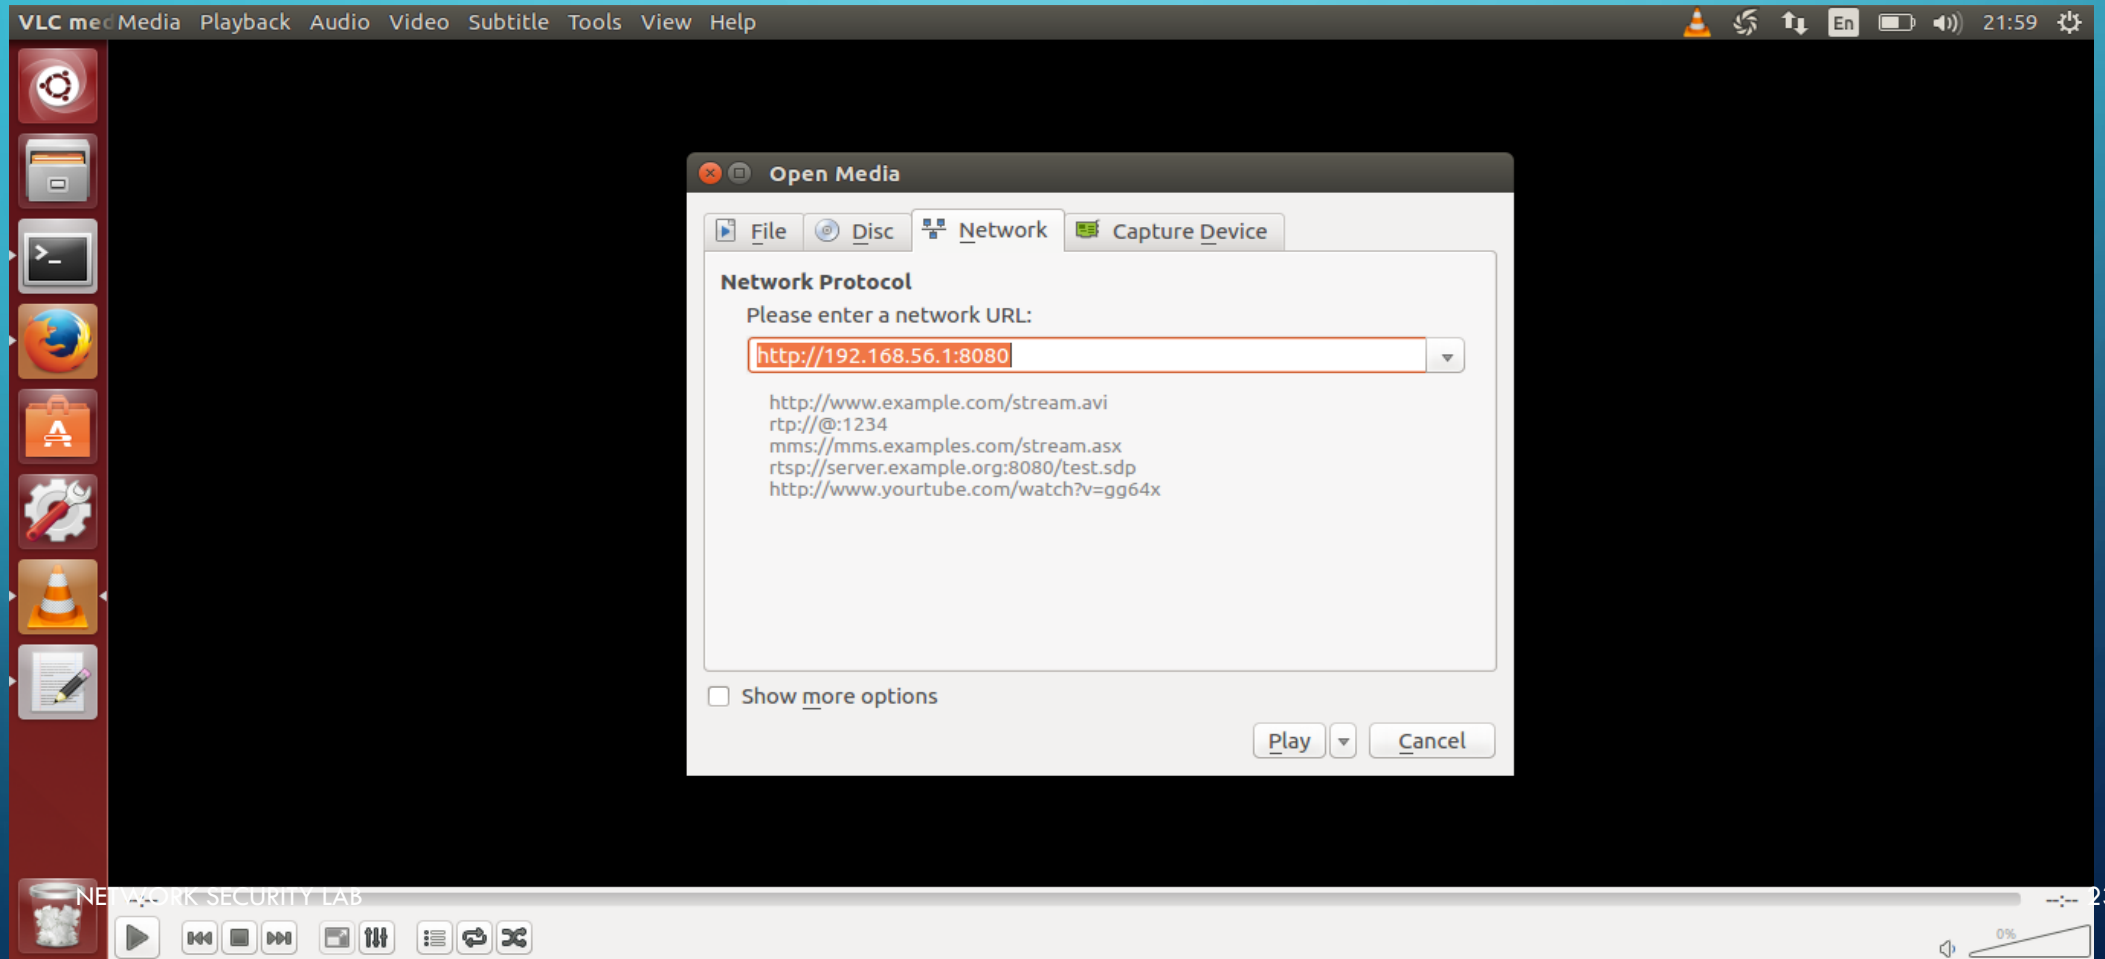 VLC med Media Playback Audio Video Subtitle Tools View Help En 21:59
Open Media
File Disc Network Capture Device
Network Protocol
Please enter a network URL:
http://192.168.56.1:8080
http://www.example.com/stream.avi
rtp://@:1234
mms://mms.examples.com/stream.asx
rtsp://server.example.org:8080/test.sdp
http://www.yourtube.com/watch?v=gg64x
Show more options
Play Cancel
NETWORK SECURITY LAB
--:-- --:--
0%